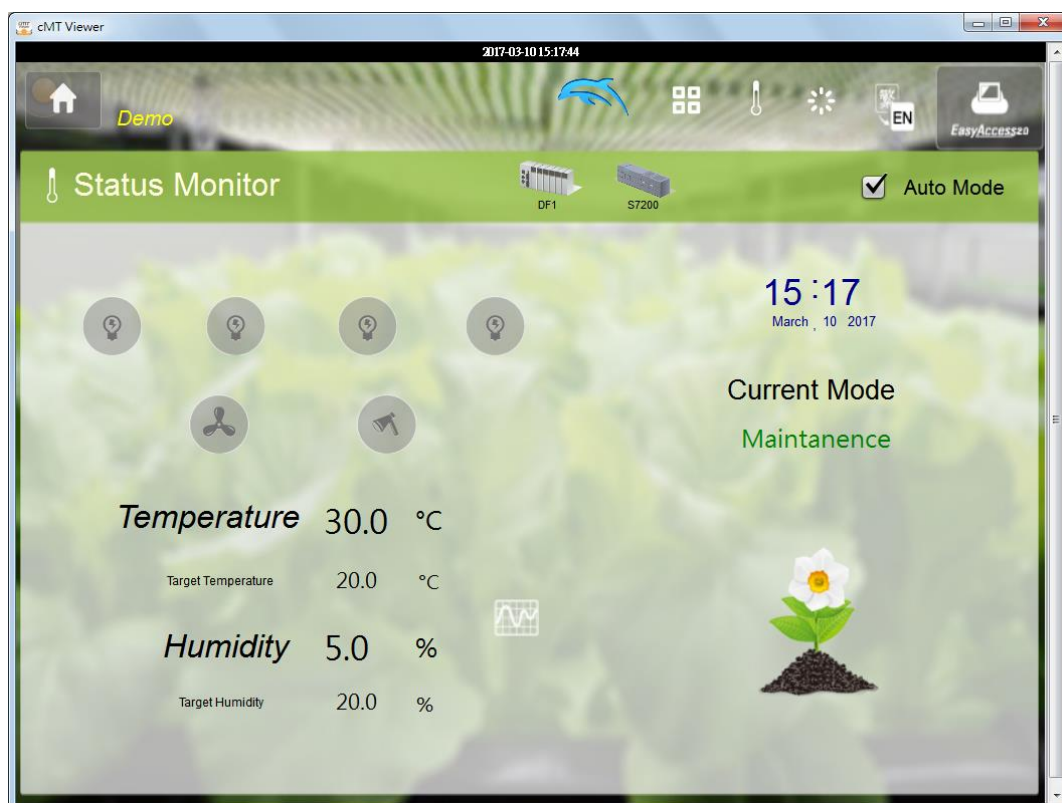 cMT Viewer
2017-03-10 15:17:44
Demo
EN
EasyAccess20
Status Monitor
DF1
S7200
Auto Mode
15 : 17
March , 10 2017
Current Mode
Maintanence
Temperature 30.0 °C
Target Temperature 20.0 °C
Humidity 5.0 %
Target Humidity 20.0 %